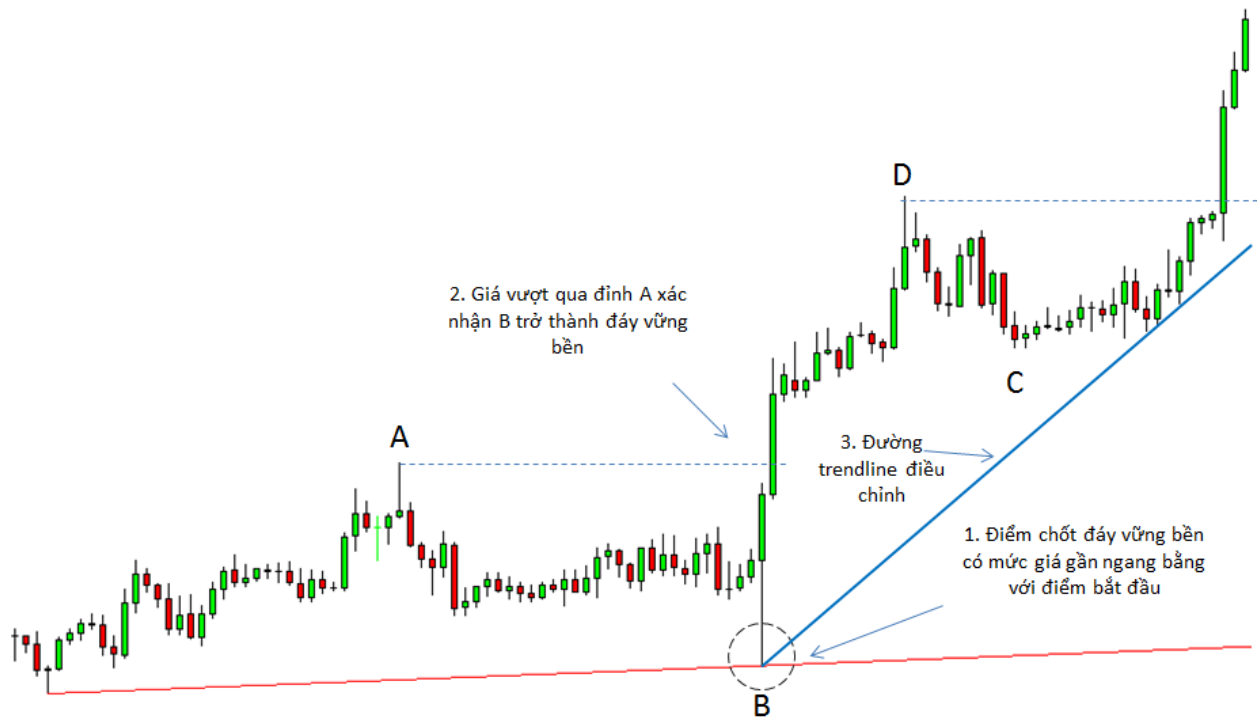 D
2. Giá vượt qua đỉnh A xác
nhận B trở thành đáy vững
bền
C
A
3. Đường
trendline điều
chỉnh
1. Điểm chốt đáy vững bền
có mức giá gần ngang bằng
với điểm bắt đầu
B